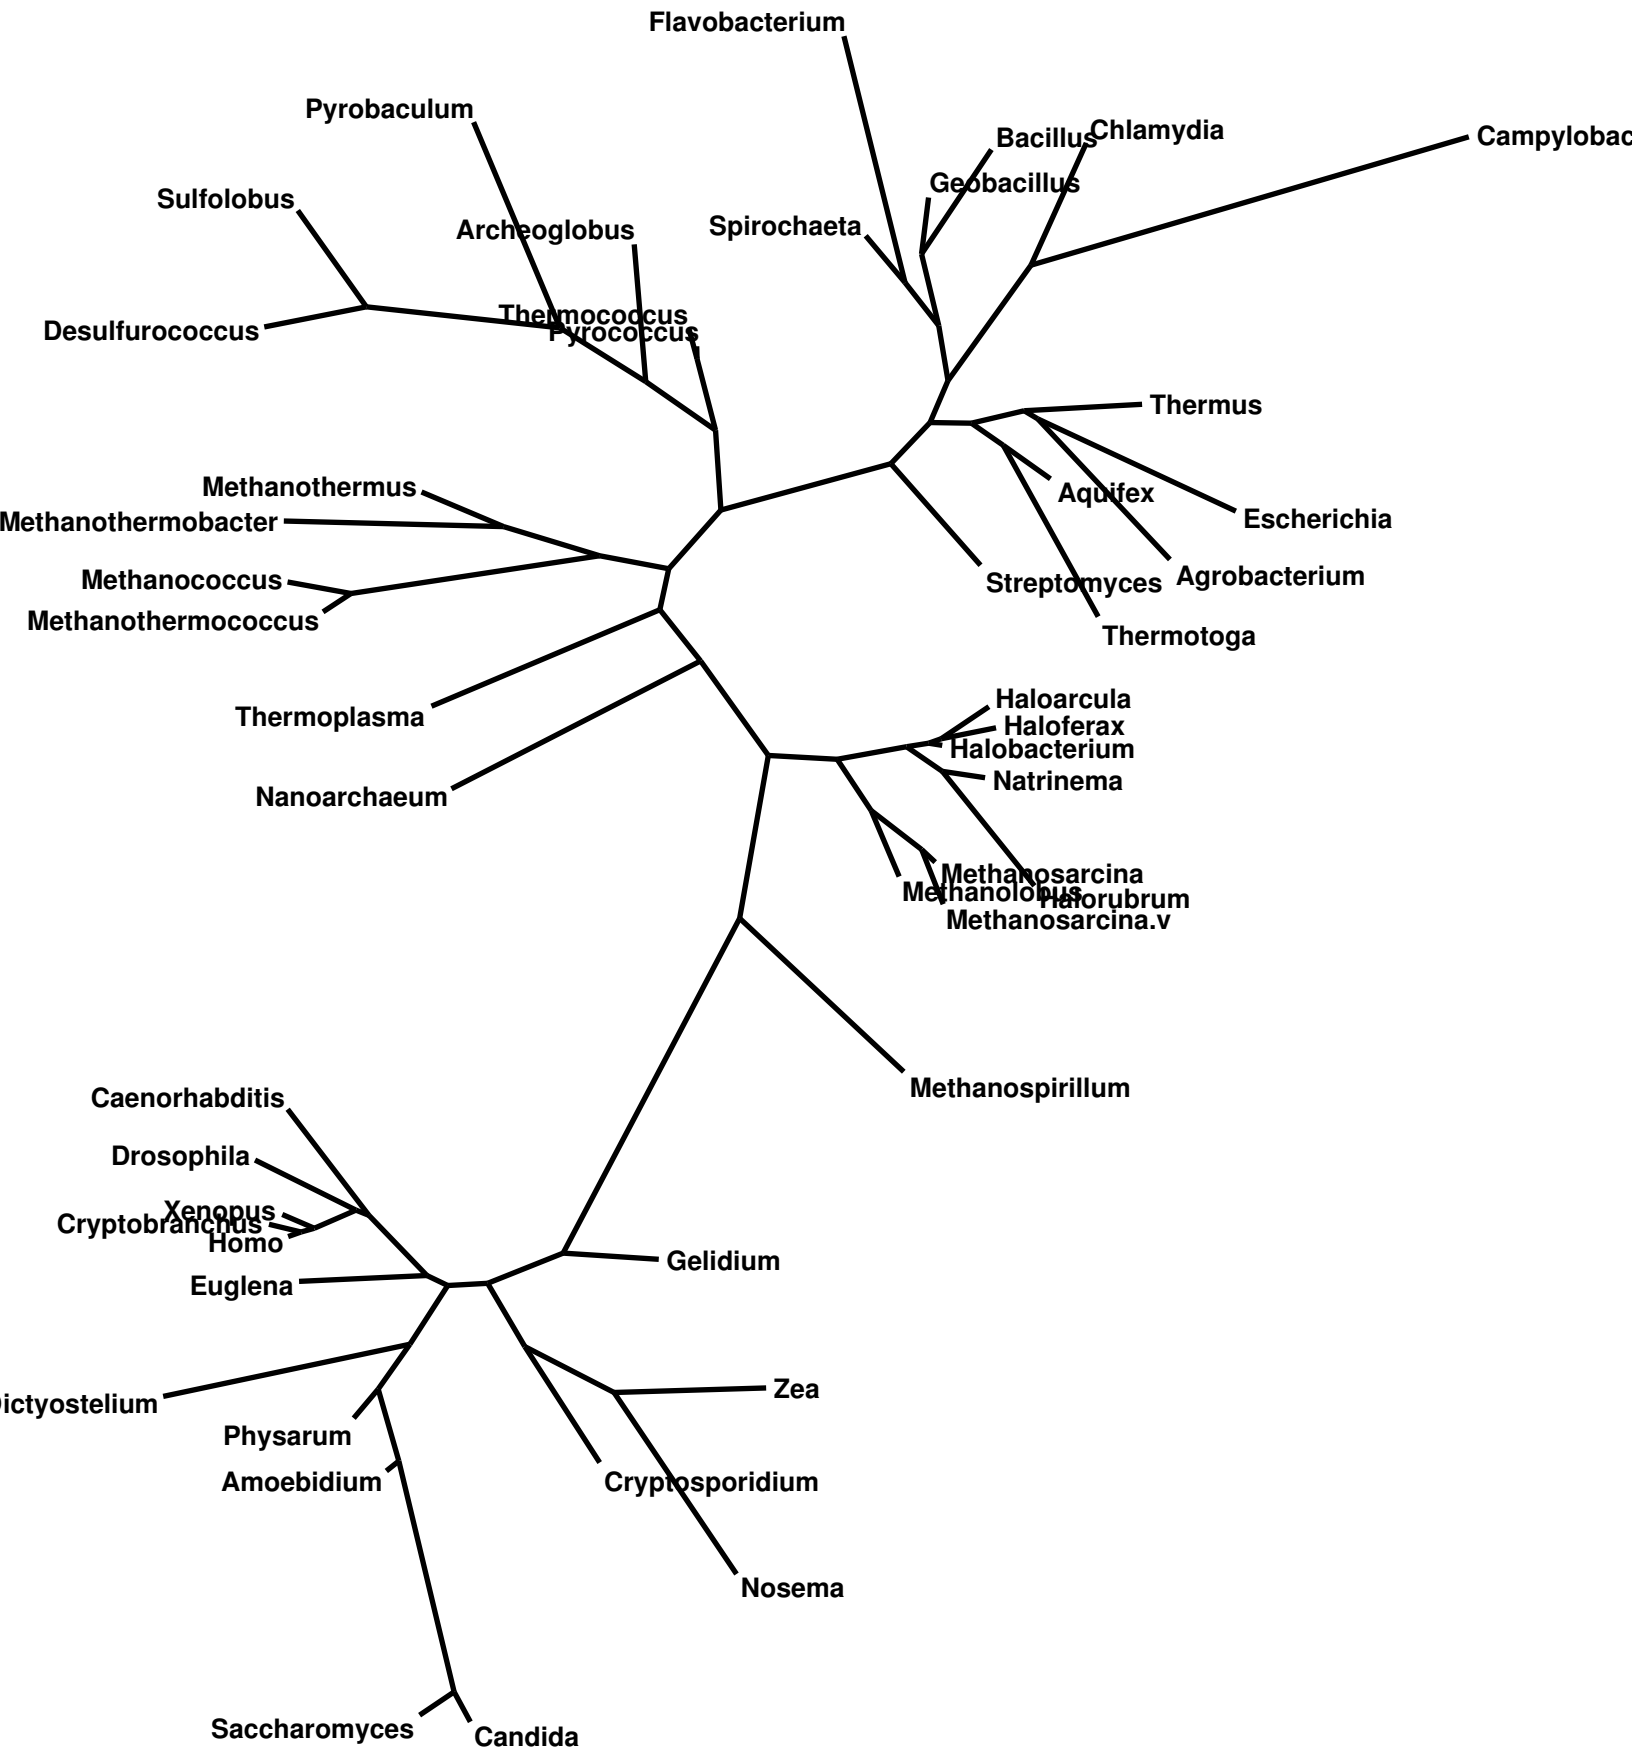 Flavobacterium
Pyrobaculum
Bacillus
Chlamydia
Campylobac
Geobacillus
Sulfolobus
Archeoglobus
Spirochaeta
Thermococcus
Desulfurococcus
Pyrococcus
Thermus
Methanothermus
Aquifex
Methanothermobacter
Escherichia
Methanococcus
Streptomyces
Agrobacterium
Methanothermococcus
Thermotoga
Haloarcula
Thermoplasma
Haloferax
Halobacterium
Natrinema
Nanoarchaeum
Methanosarcina
Methanolobus
Halorubrum
Methanosarcina.v
Methanospirillum
Caenorhabditis
Drosophila
Xenopus
Cryptobranchus
Homo
Gelidium
Euglena
Zea
ictyostelium
Physarum
Amoebidium
Cryptosporidium
Nosema
Saccharomyces
Candida